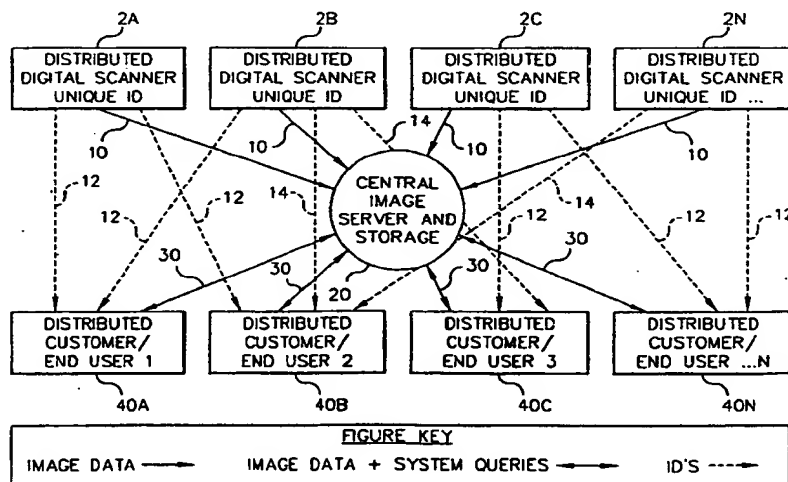 2A 2B 2C 2N
DISTRIBUTED DIGITAL SCANNER UNIQUE ID
DISTRIBUTED DIGITAL SCANNER UNIQUE ID
DISTRIBUTED DIGITAL SCANNER UNIQUE ID
DISTRIBUTED DIGITAL SCANNER UNIQUE ID ...
10 10 14 10 10
12 12 12 14 12 14 12 12
CENTRAL
IMAGE
SERVER AND
STORAGE
30 30 20 30 30
DISTRIBUTED CUSTOMER/ END USER 1
DISTRIBUTED CUSTOMER/ END USER 2
DISTRIBUTED CUSTOMER/ END USER 3
DISTRIBUTED CUSTOMER/ END USER ...N
40A 40B 40C 40N
FIGURE KEY
IMAGE DATA IMAGE DATA + SYSTEM QUERIES ID'S